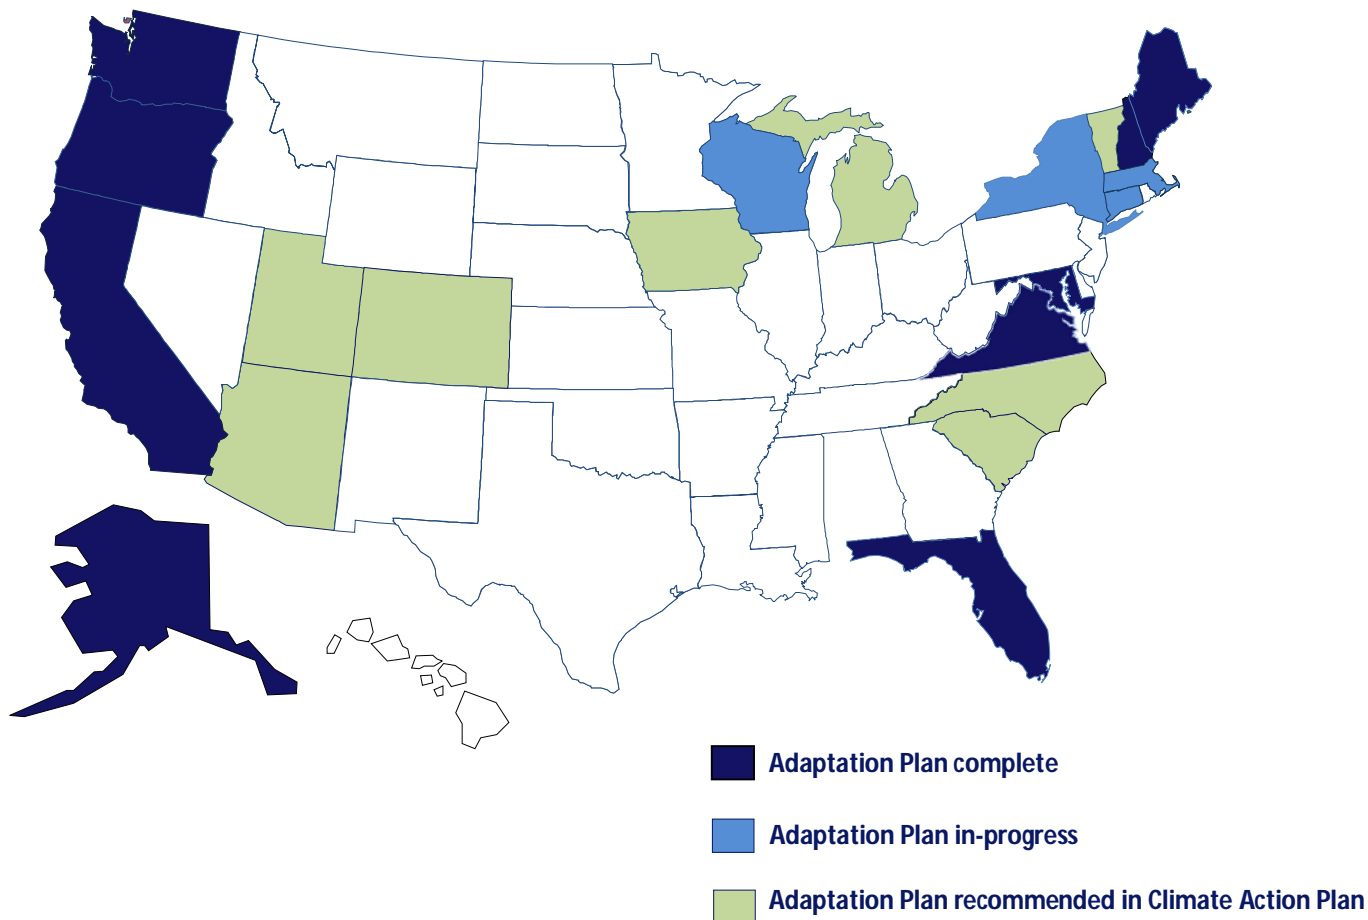 Adaptation Plan complete
Adaptation Plan in-progress
Adaptation Plan recommended in Climate Action Plan